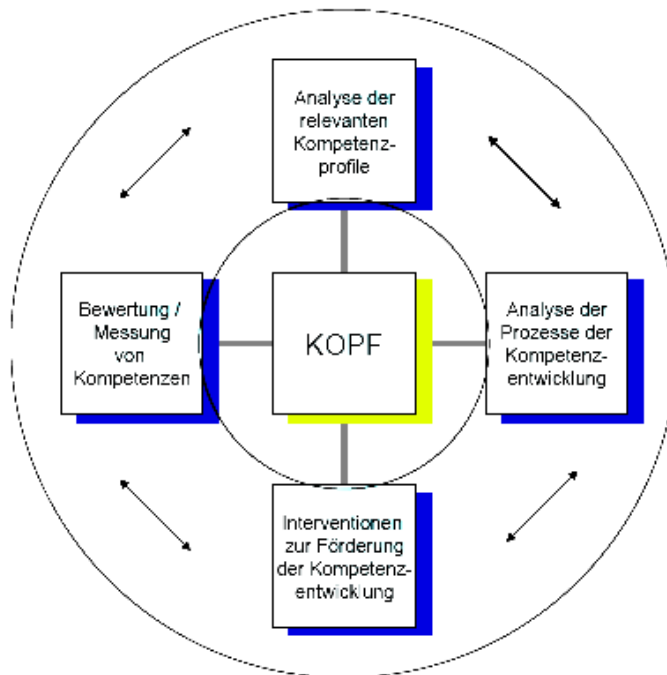 Analyse der
relevanten
Kompetenz-
profile
Bewertung /
Messung
von
Kompetenzen
KOPF
Analyse der
Prozesse der
Kompetenz-
entwicklung
Interventionen
zur Förderung
der Kompetenz-
entwicklung